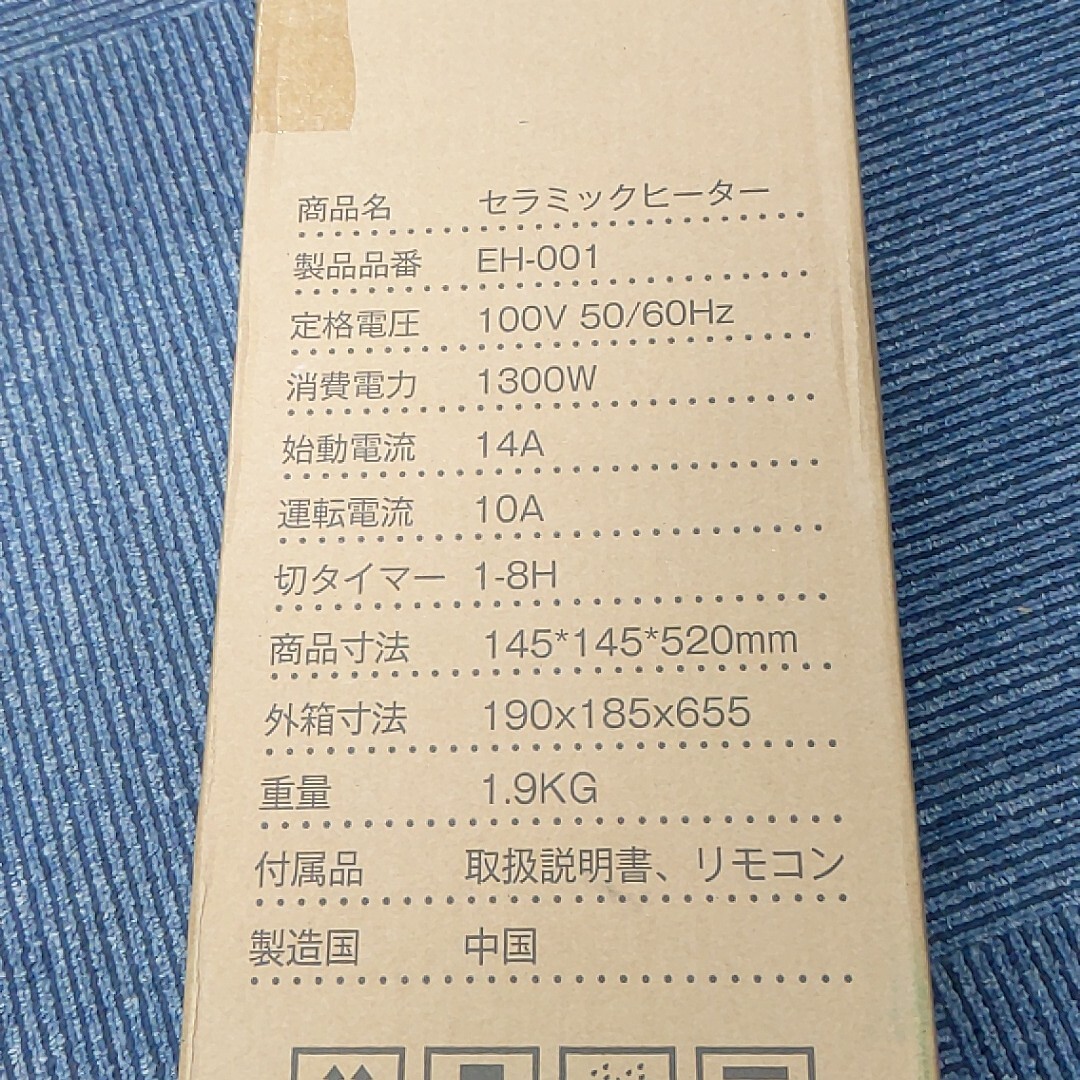 商品名 セラミックヒーター
製品品番 EH-001
定格電圧 100V 50/60Hz
消費電力 1300W
始動電流 14A
運転電流 10A
切タイマー 1-8H
商品寸法 145*145*520mm
外箱寸法 190x185x655
重量 1.9KG
付属品 取扱説明書、リモコン
製造国 中国